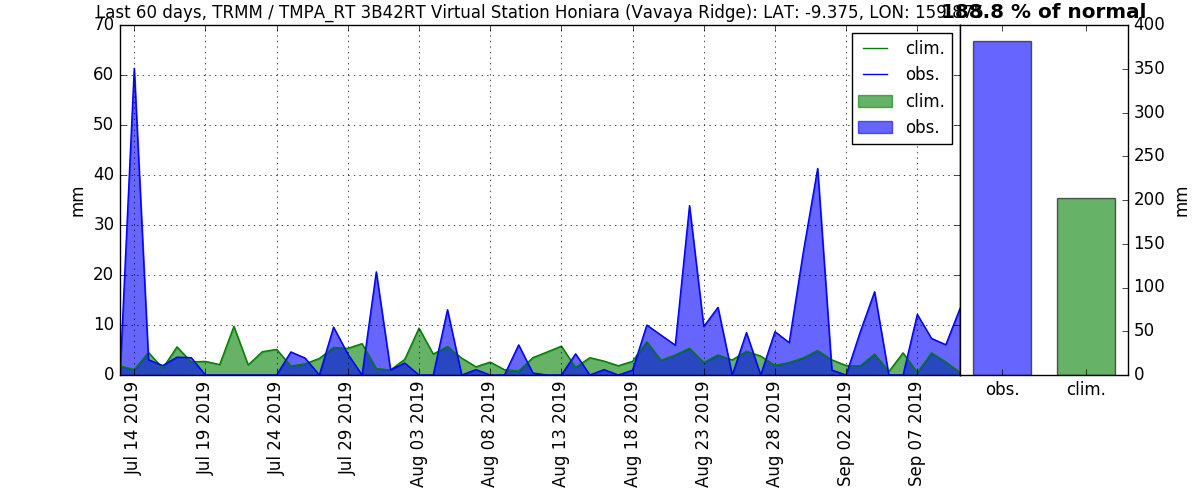 Last 60 days, TRMM / TMPA_RT 3B42RT Virtual Station Honiara (Vavaya Ridge): LAT: -9.375, LON:
188.8 % of normal
70
60
50
40
30
20
10
0
mm
clim.
obs.
clim.
obs.
Jul 14 2019
Jul 19 2019
Jul 24 2019
Jul 29 2019
Aug 03 2019
Aug 08 2019
Aug 13 2019
Aug 18 2019
Aug 23 2019
Aug 28 2019
Sep 02 2019
Sep 07 2019
400
350
300
250
200
150
100
50
0
mm
obs.
clim.